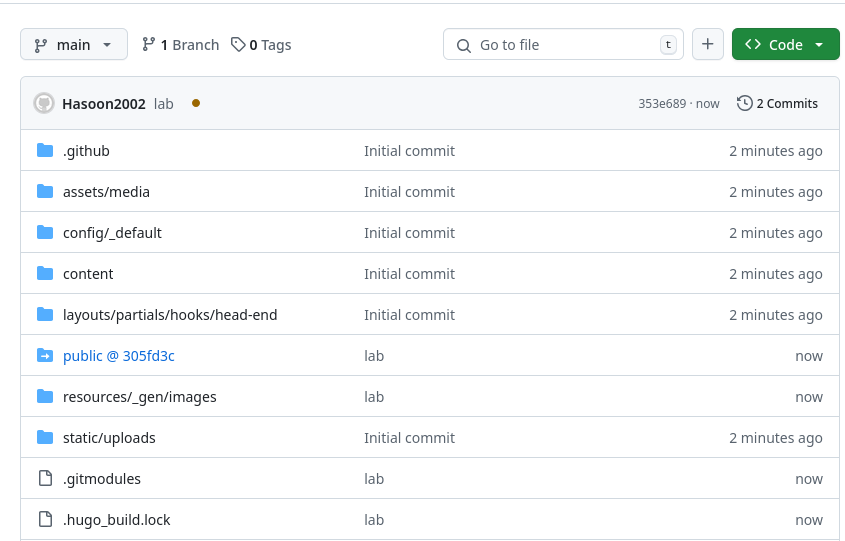 main 1 Branch 0 Tags Go to file t Code
Hasoon2002 lab 353e689 · now 2 Commits
.github Initial commit 2 minutes ago
assets/media Initial commit 2 minutes ago
config/_default Initial commit 2 minutes ago
content Initial commit 2 minutes ago
layouts/partials/hooks/head-end Initial commit 2 minutes ago
public @ 305fd3c lab now
resources/_gen/images lab now
static/uploads Initial commit 2 minutes ago
.gitmodules lab now
.hugo_build.lock lab now